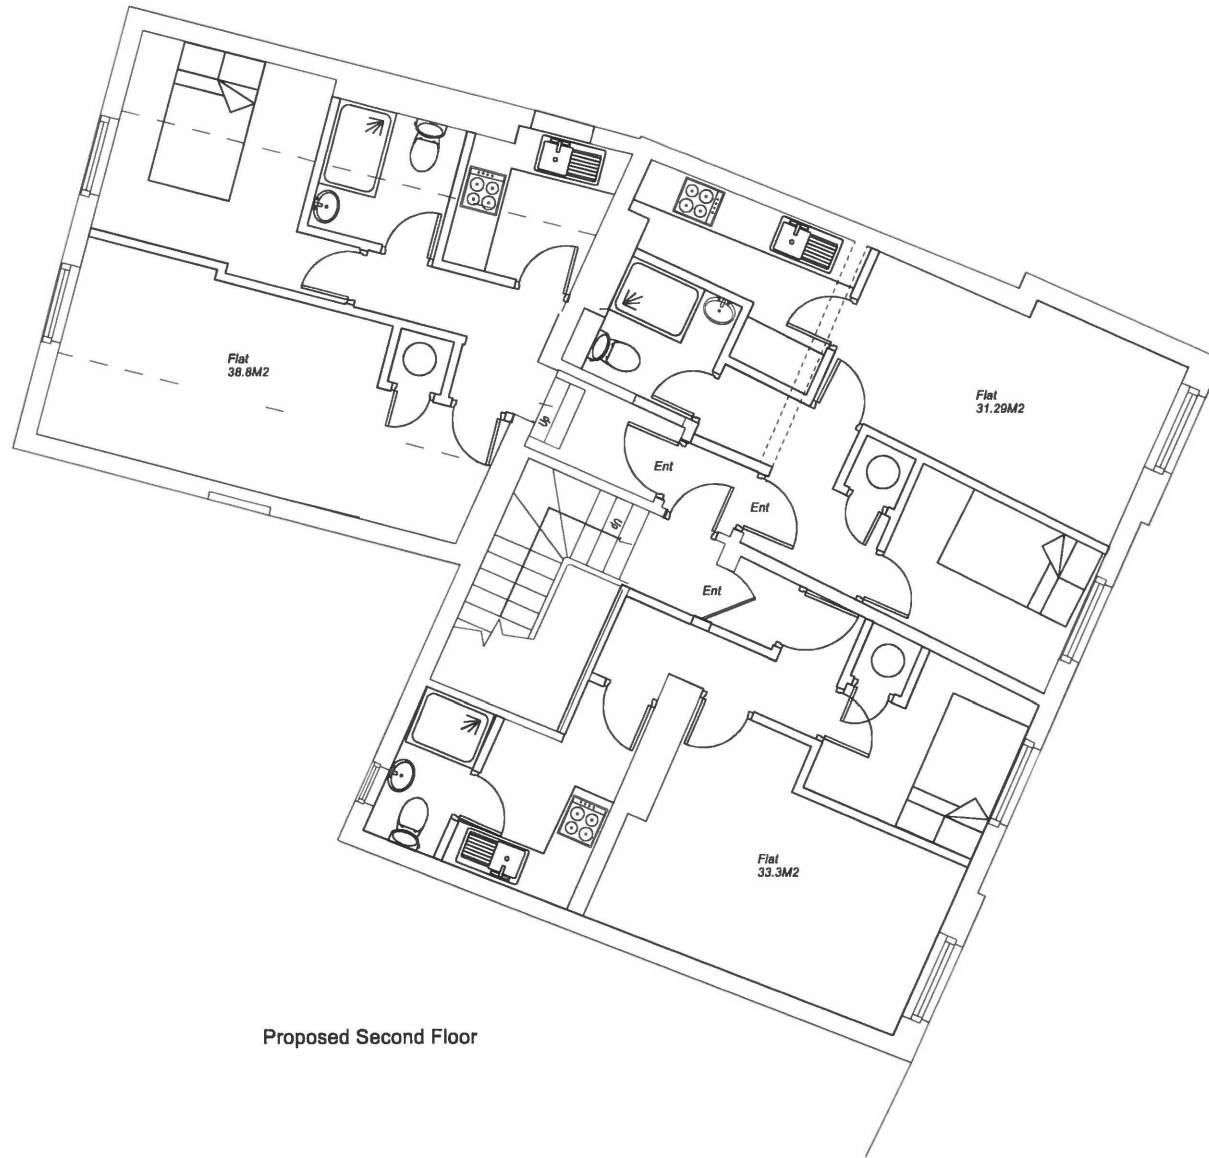 Flat
38.8M2
Flat
31.29M2
Up
Ent
Ent
Up
Ent
Flat
33.3M2
Proposed Second Floor